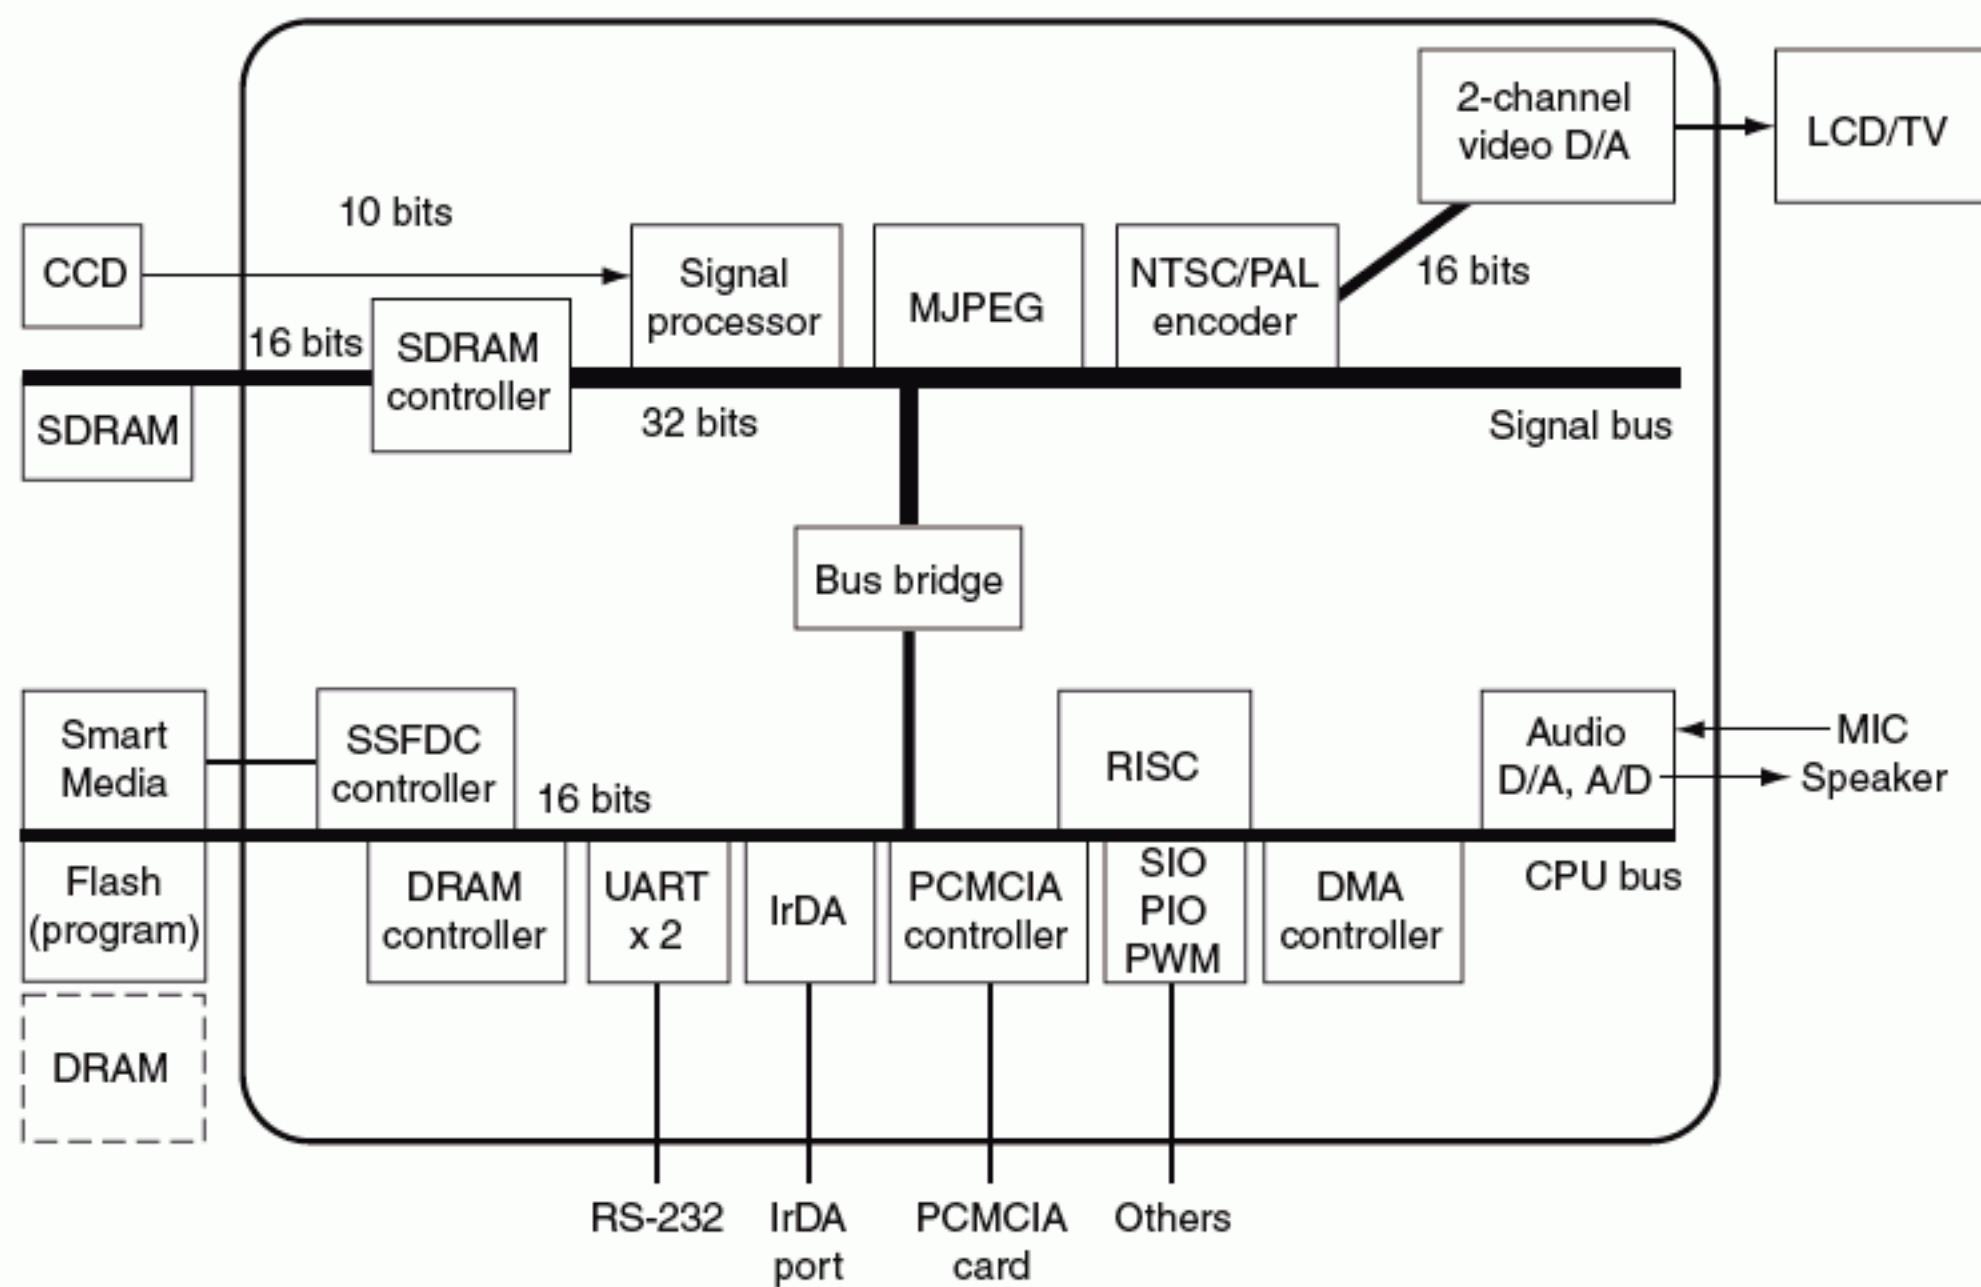 2-channel
video D/A
LCD/TV
10 bits
CCD
Signal
processor
MJPEG
NTSC/PAL
encoder
16 bits
16 bits
SDRAM
controller
SDRAM
32 bits
Signal bus
Bus bridge
Smart
Media
SSFDC
controller
16 bits
RISC
Audio
D/A, A/D
MIC
Speaker
Flash
(program)
DRAM
controller
UART
x 2
IrDA
PCMCIA
controller
SIO
PIO
PWM
DMA
controller
CPU bus
DRAM
RS-232
IrDA
port
PCMCIA
card
Others